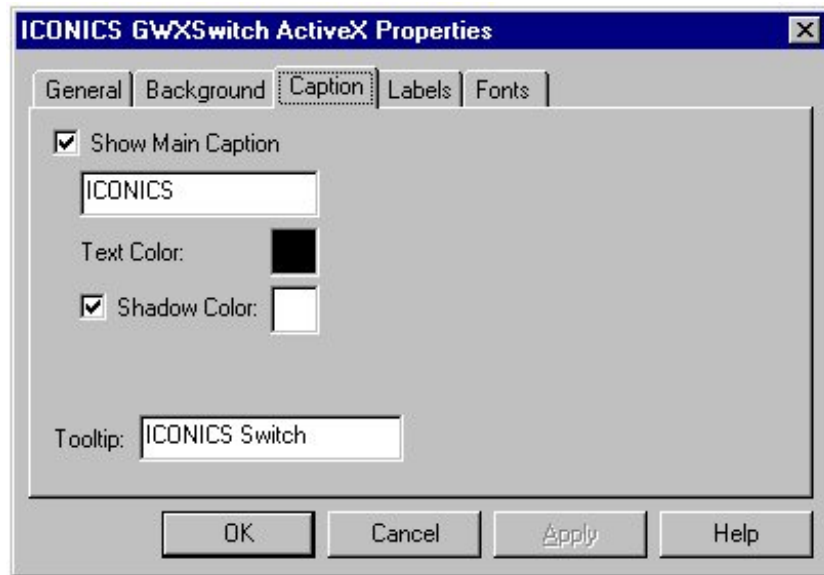 ICONICS GWXSwitch ActiveX Properties
General Background Caption Labels Fonts
Show Main Caption
ICONICS
Text Color:
Shadow Color:
Tooltip: ICONICS Switch
OK Cancel Apply Help